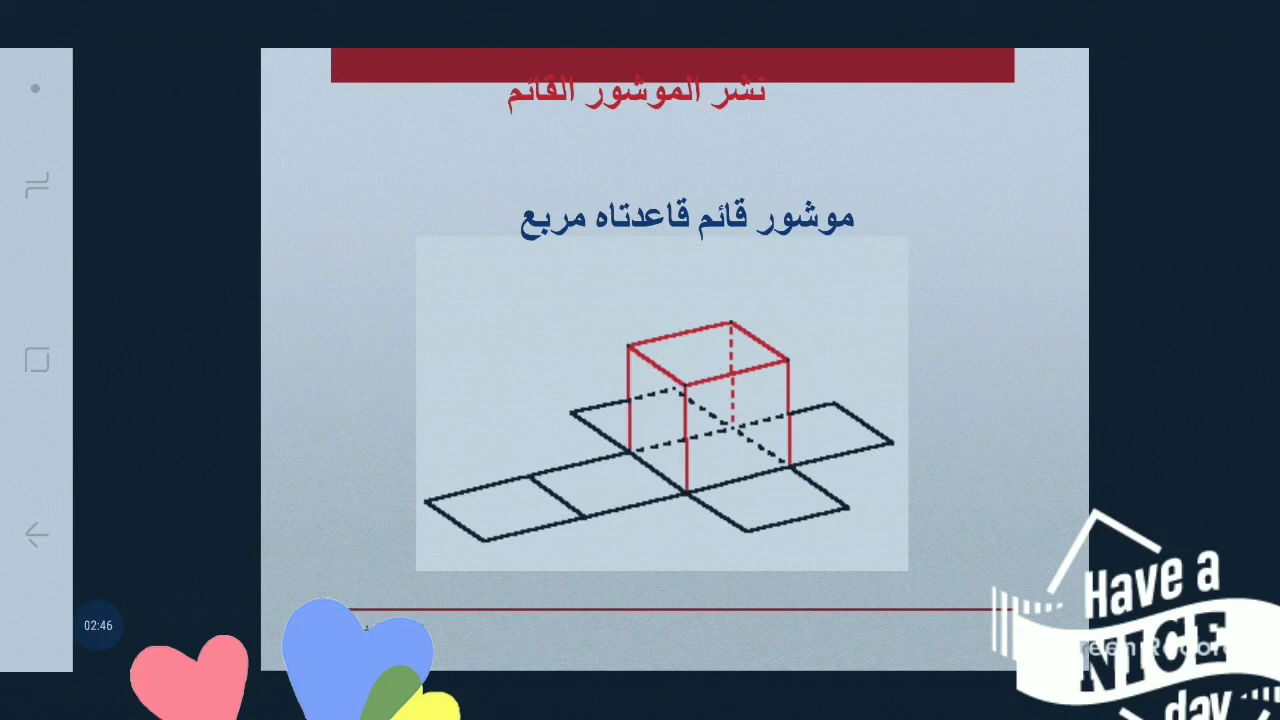 نشر الموشور القائم
موشور قائم قاعدتاه مربع
02:46
Have a
NICE
day